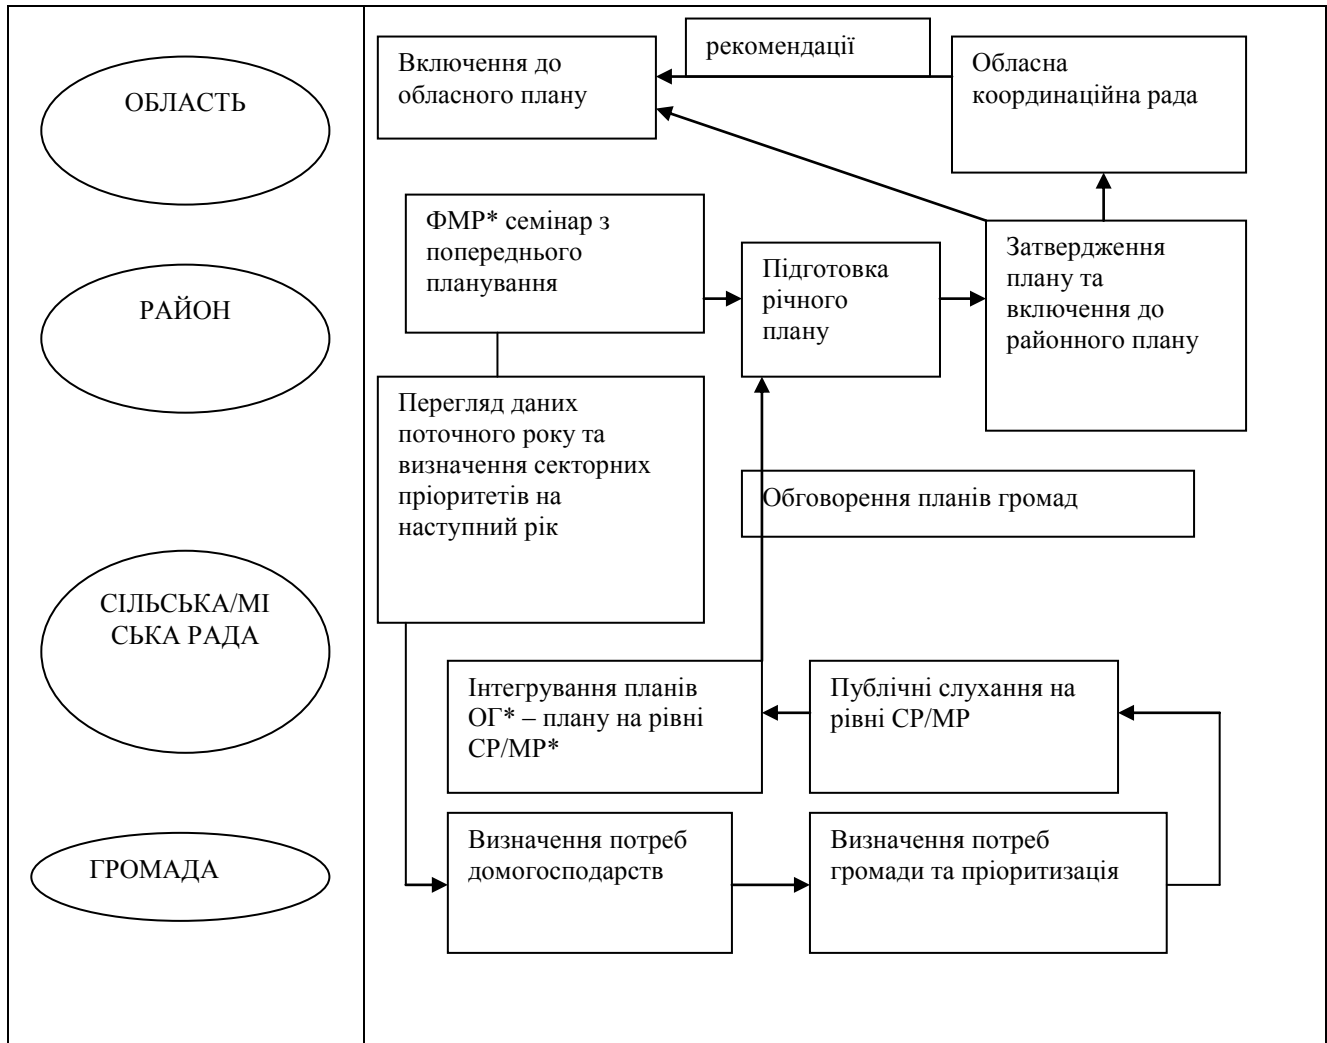 ОБЛАСТЬ
РАЙОН
СІЛЬСЬКА/МІ
СЬКА РАДА
ГРОМАДА
Включення до
обласного плану
рекомендації
Обласна
координаційна рада
ФМР* семінар з
попереднього
планування
Підготовка
річного
плану
Затвердження
плану та
включення до
районного плану
Перегляд даних
поточного року та
визначення секторних
пріоритетів на
наступний рік
Обговорення планів громад
Інтегрування планів
ОГ* – плану на рівні
СР/МР*
Публічні слухання на
рівні СР/МР
Визначення потреб
домогосподарств
Визначення потреб
громади та пріоритизація